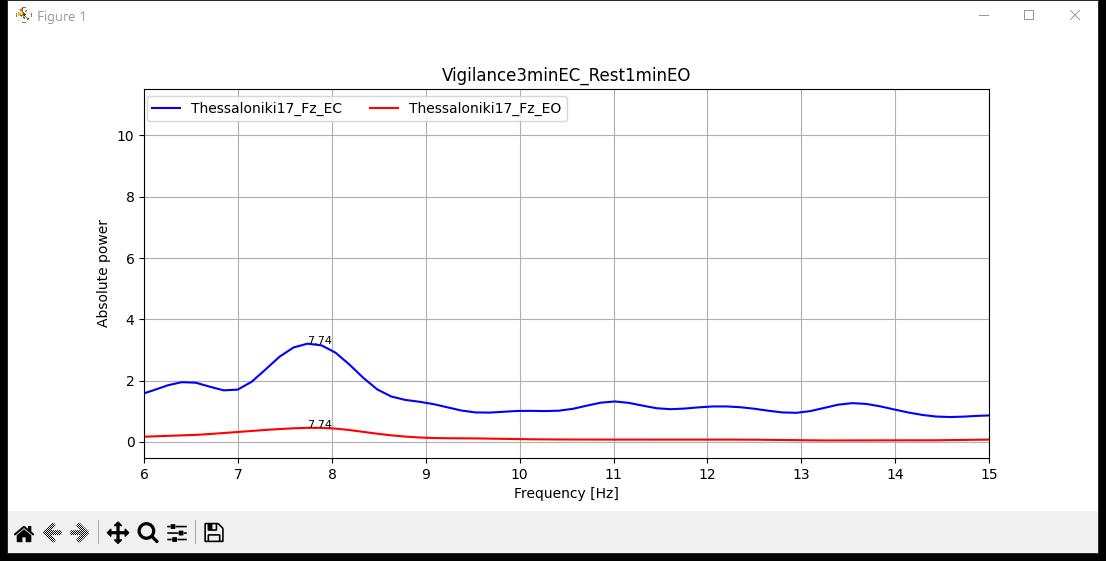 Figure 1
Vigilance3minEC_Rest1minEO
Thessaloniki17_Fz_EC Thessaloniki17_Fz_EO
10
8
6
4
2
0
Absolute power
7.74
7.74
6 7 8 9 10 11 12 13 14 15
Frequency [Hz]